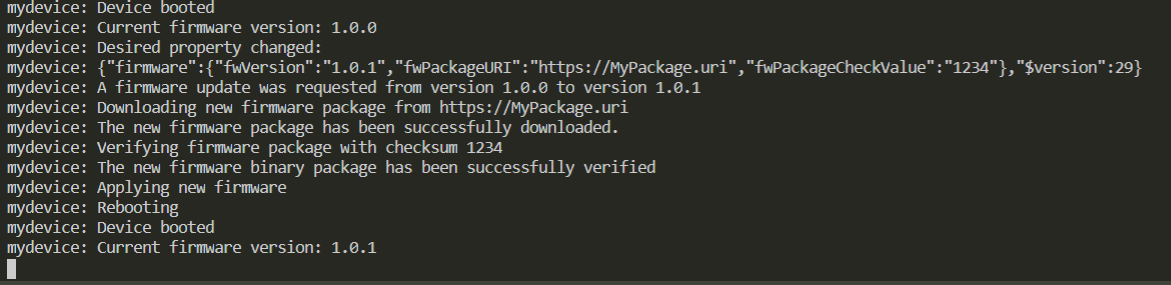 mydevice: Device booted
mydevice: Current firmware version: 1.0.0
mydevice: Desired property changed:
mydevice: {"firmware":{"fwVersion":"1.0.1","fwPackageURI":"https://MyPackage.uri","fwPackageCheckValue":"1234"},"$version":29}
mydevice: A firmware update was requested from version 1.0.0 to version 1.0.1
mydevice: Downloading new firmware package from https://MyPackage.uri
mydevice: The new firmware package has been successfully downloaded.
mydevice: Verifying firmware package with checksum 1234
mydevice: The new firmware binary package has been successfully verified
mydevice: Applying new firmware
mydevice: Rebooting
mydevice: Device booted
mydevice: Current firmware version: 1.0.1